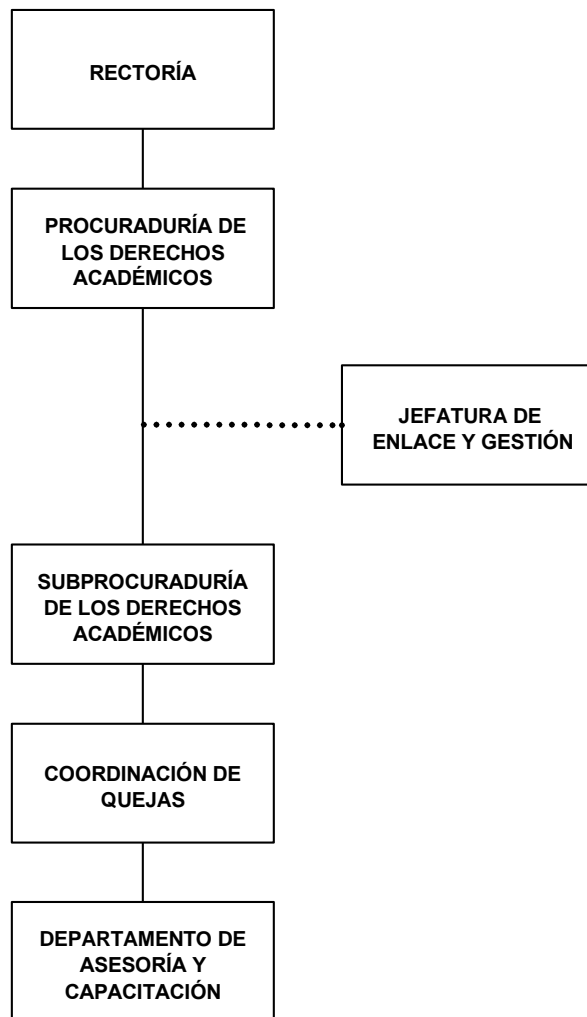 RECTORÍA
PROCURADURÍA DE
LOS DERECHOS
ACADÉMICOS
JEFATURA DE
ENLACE Y GESTIÓN
SUBPROCURADURÍA
DE LOS DERECHOS
ACADÉMICOS
COORDINACIÓN DE
QUEJAS
DEPARTAMENTO DE
ASESORÍA Y
CAPACITACIÓN